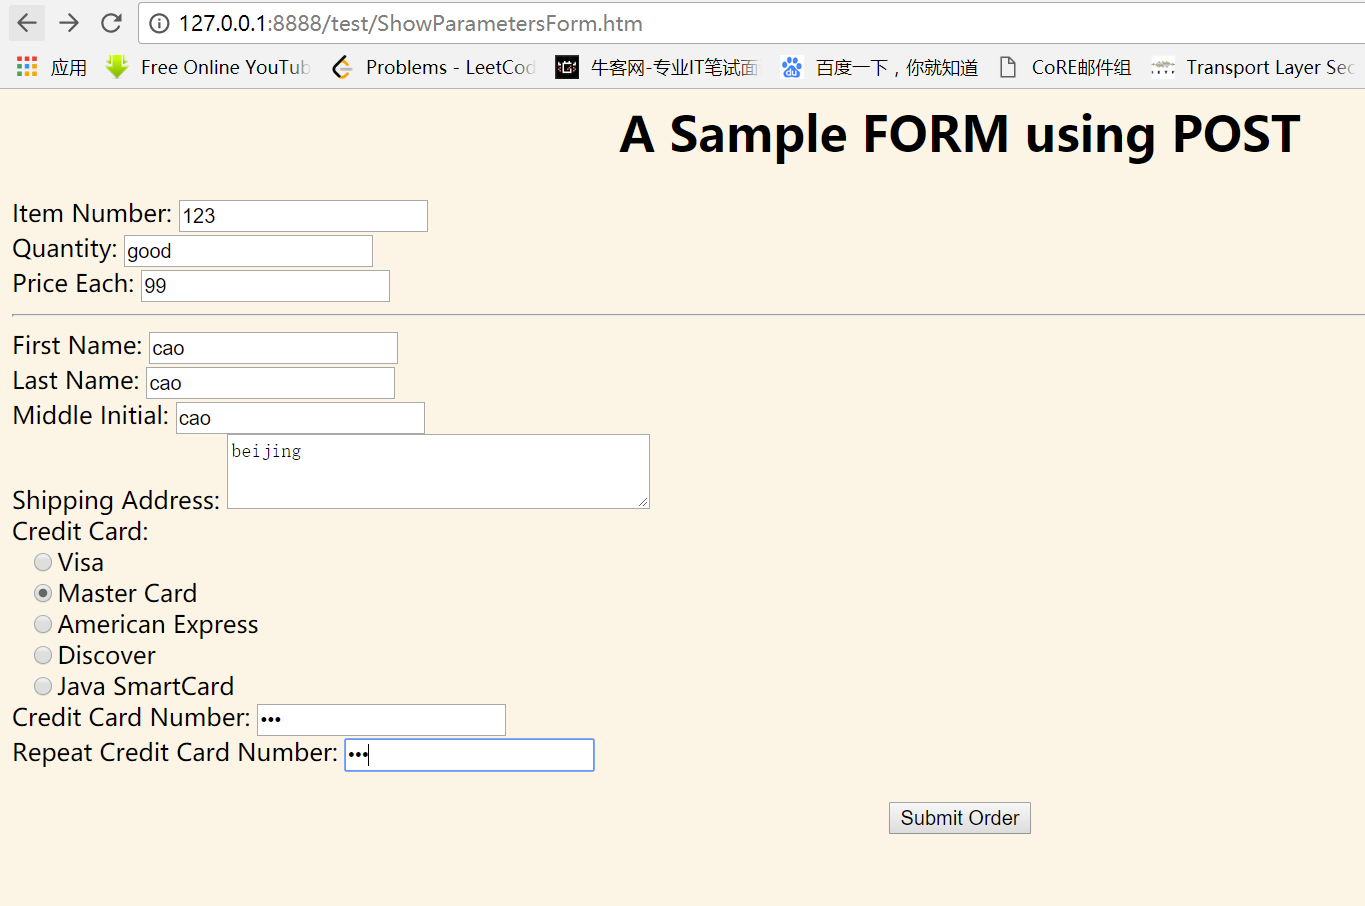 127.0.0.1:8888/test/ShowParametersForm.htm
应用 Free Online YouTub Problems - LeetCod 牛客网-专业IT笔试面 百度一下，你就知道 CoRE邮件组 Transport Layer Sec
A Sample FORM using POST
Item Number: 123
Quantity: good
Price Each: 99
First Name: cao
Last Name: cao
Middle Initial: cao
beijing
Shipping Address:
Credit Card:
Visa
Master Card
American Express
Discover
Java SmartCard
Credit Card Number: •••
Repeat Credit Card Number: •••
Submit Order